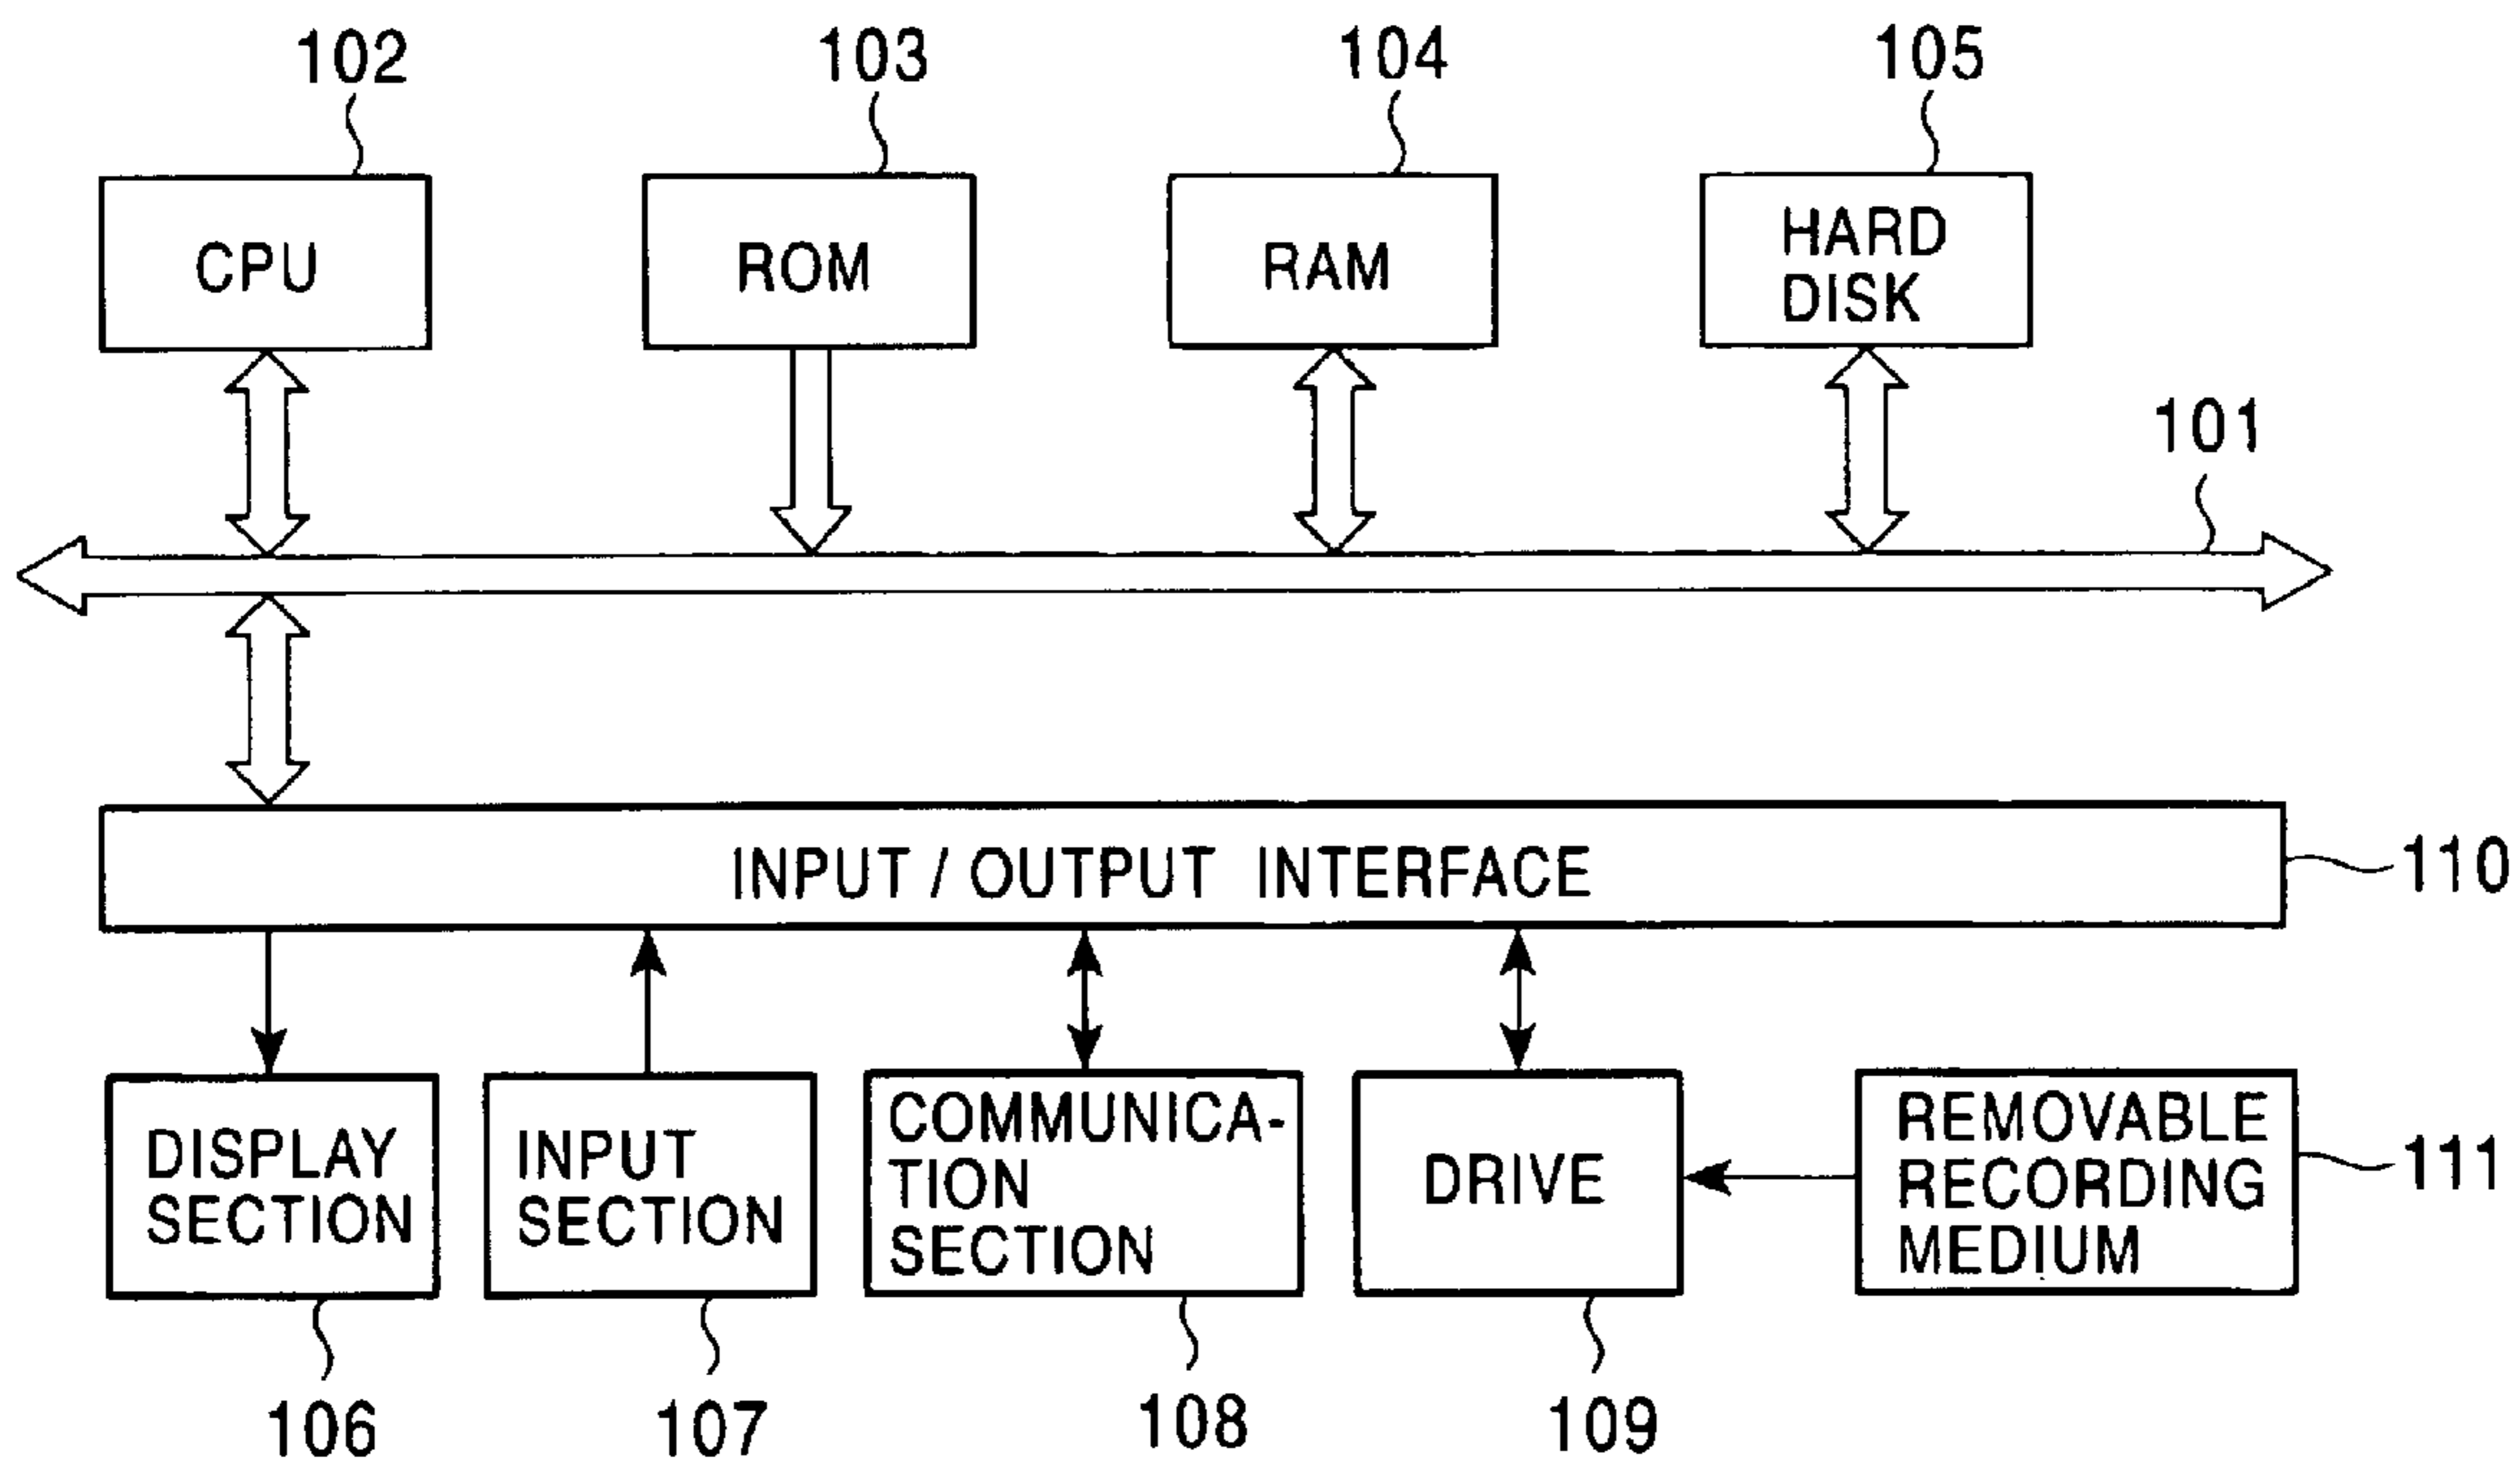 102
103
104
105
CPU
ROM
RAM
HARD
DISK
101
INPUT / OUTPUT INTERFACE
110
DISPLAY
SECTION
INPUT
SECTION
COMMUNICA-
TION
SECTION
DRIVE
REMOVABLE
RECORDING
MEDIUM
111
106
107
108
109